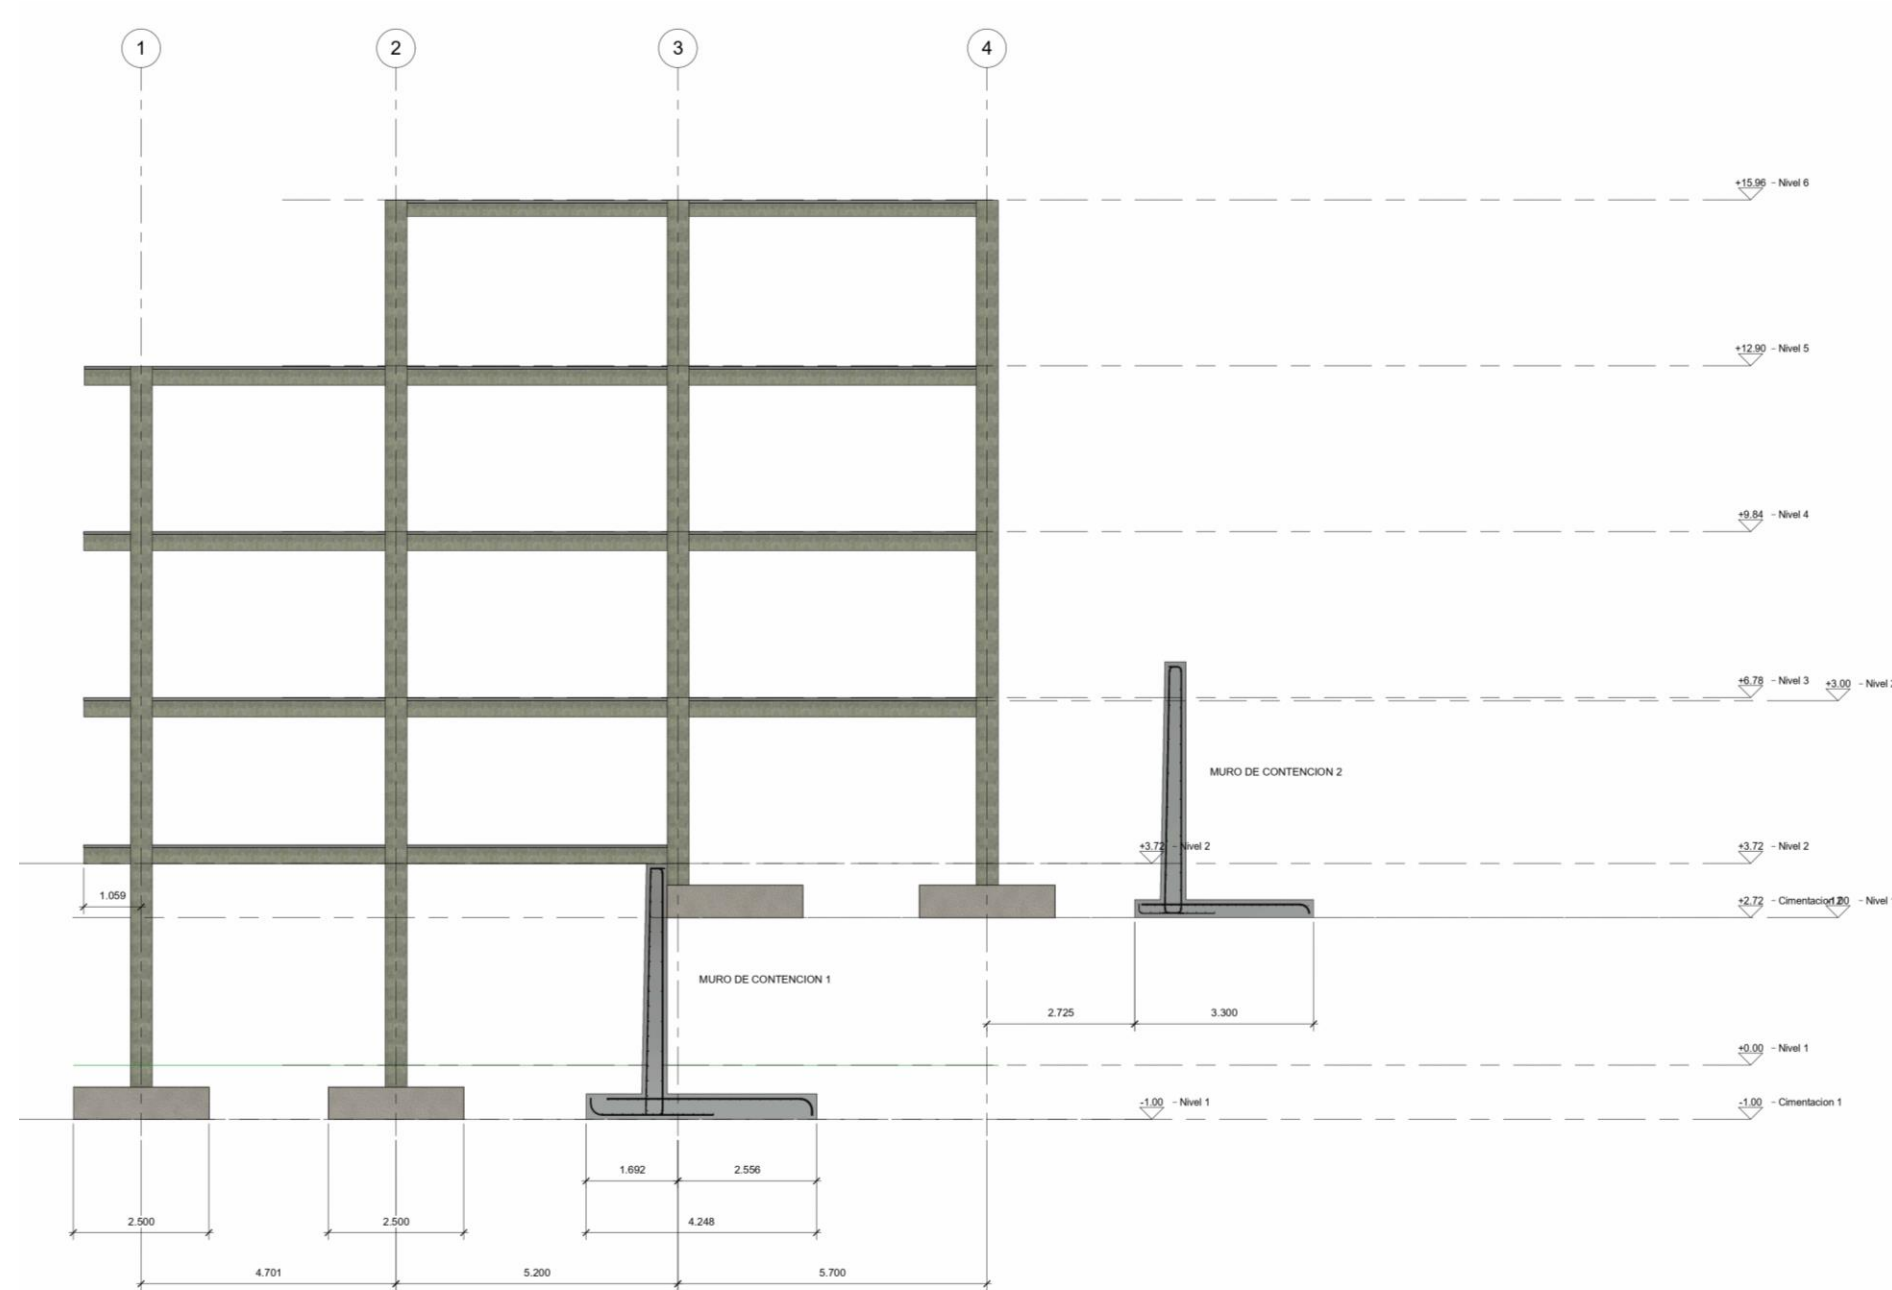 1
2
3
4
+15.96 - Nivel 6
+12.90 - Nivel 5
+9.84 - Nivel 4
+6.78 - Nivel 3
+3.00 - Nivel
MURO DE CONTENCION 2
+3.72 - Nivel 2
+3.72 - Nivel 2
1.059
+2.72 - Cimentacion 2
- Nivel
MURO DE CONTENCION 1
2.725
3.300
+0.00 - Nivel 1
-1.00 - Nivel 1
-1.00 - Cimentacion 1
1.692
2.556
2.500
2.500
4.248
4.701
5.200
5.700